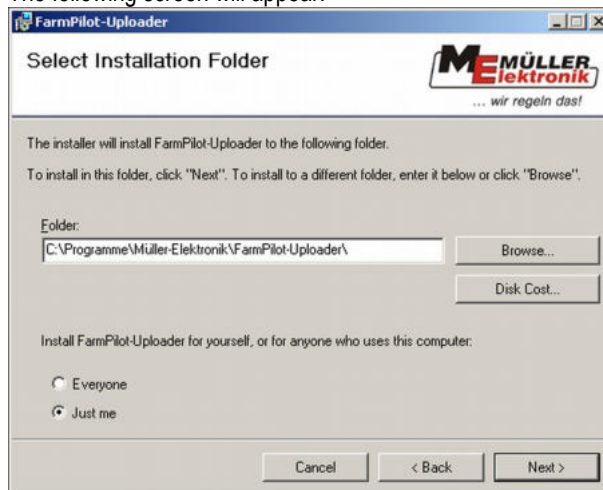 The following screen will appear:
FarmPilot-Uploader
Select Installation Folder
ME MÜLLER
Elektronik
... wir regeln das!
The installer will install FarmPilot-Uploader to the following folder.
To install in this folder, click "Next". To install to a different folder, enter it below or click "Browse".
Folder:
C:\Programme\Müller-Elektronik\FarmPilot-Uploader\
Browse...
Disk Cost...
Install FarmPilot-Uploader for yourself, or for anyone who uses this computer:
Everyone
Just me
Cancel
< Back
Next >